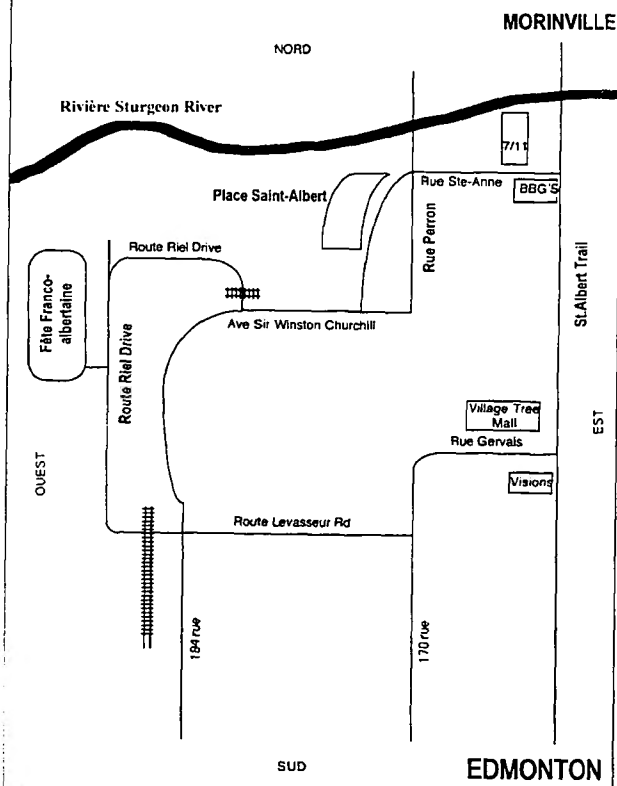 MORINVILLE
NORD
Rivière Sturgeon River
7/11
Rue Ste-Anne
BBG'S
Place Saint-Albert
Rue Perron
St.Albert Trail
Route Riel Drive
Fête Franco-
albertaine
Route Riel Drive
Ave Sir Winston Churchill
Village Tree
Mall
Rue Gervais
EST
OUEST
Visions
Route Levasseur Rd
184 rue
170 rue
SUD
EDMONTON